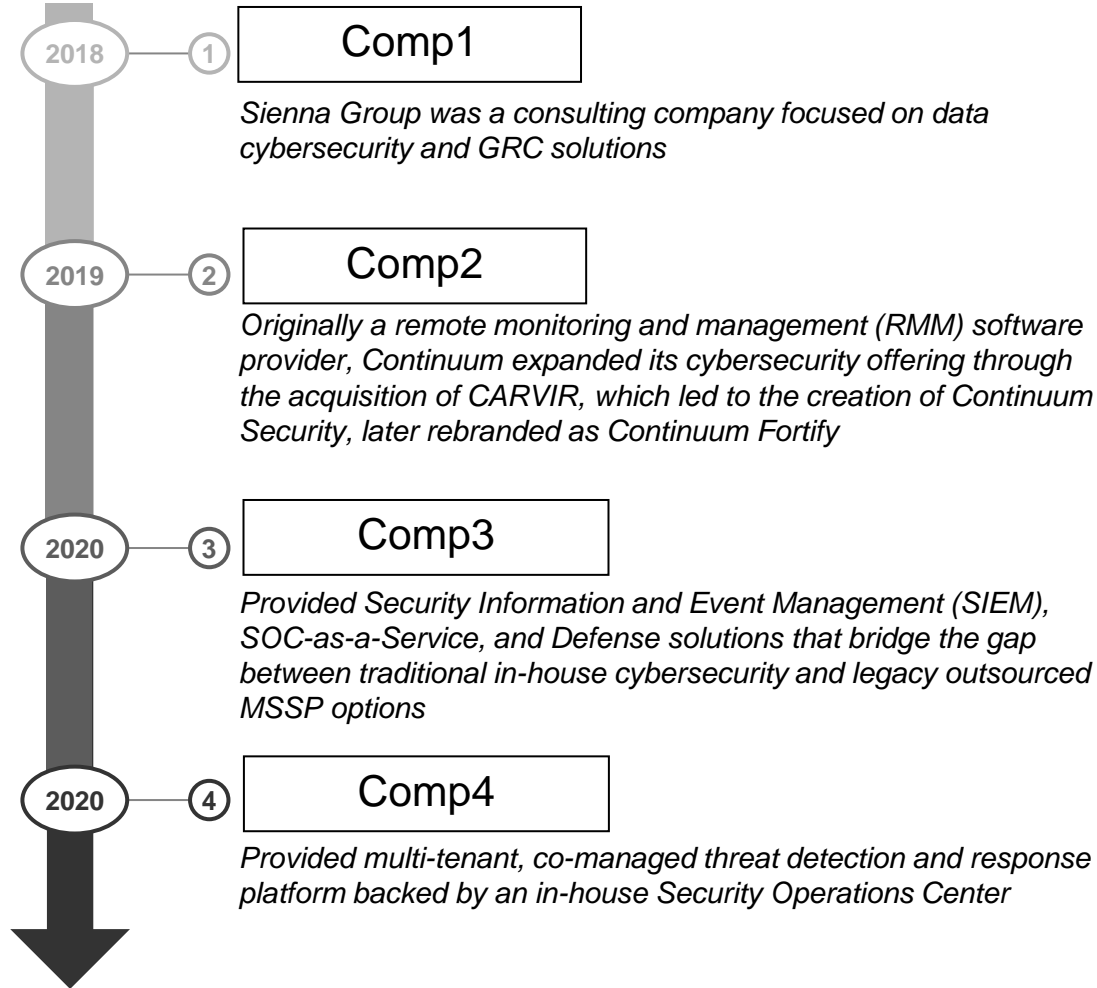 2018
1
Comp1
Sienna Group was a consulting company focused on data
cybersecurity and GRC solutions
2019
2
Comp2
Originally a remote monitoring and management (RMM) software
provider, Continuum expanded its cybersecurity offering through
the acquisition of CARVIR, which led to the creation of Continuum
Security, later rebranded as Continuum Fortify
2020
3
Comp3
Provided Security Information and Event Management (SIEM),
SOC-as-a-Service, and Defense solutions that bridge the gap
between traditional in-house cybersecurity and legacy outsourced
MSSP options
2020
4
Comp4
Provided multi-tenant, co-managed threat detection and response
platform backed by an in-house Security Operations Center